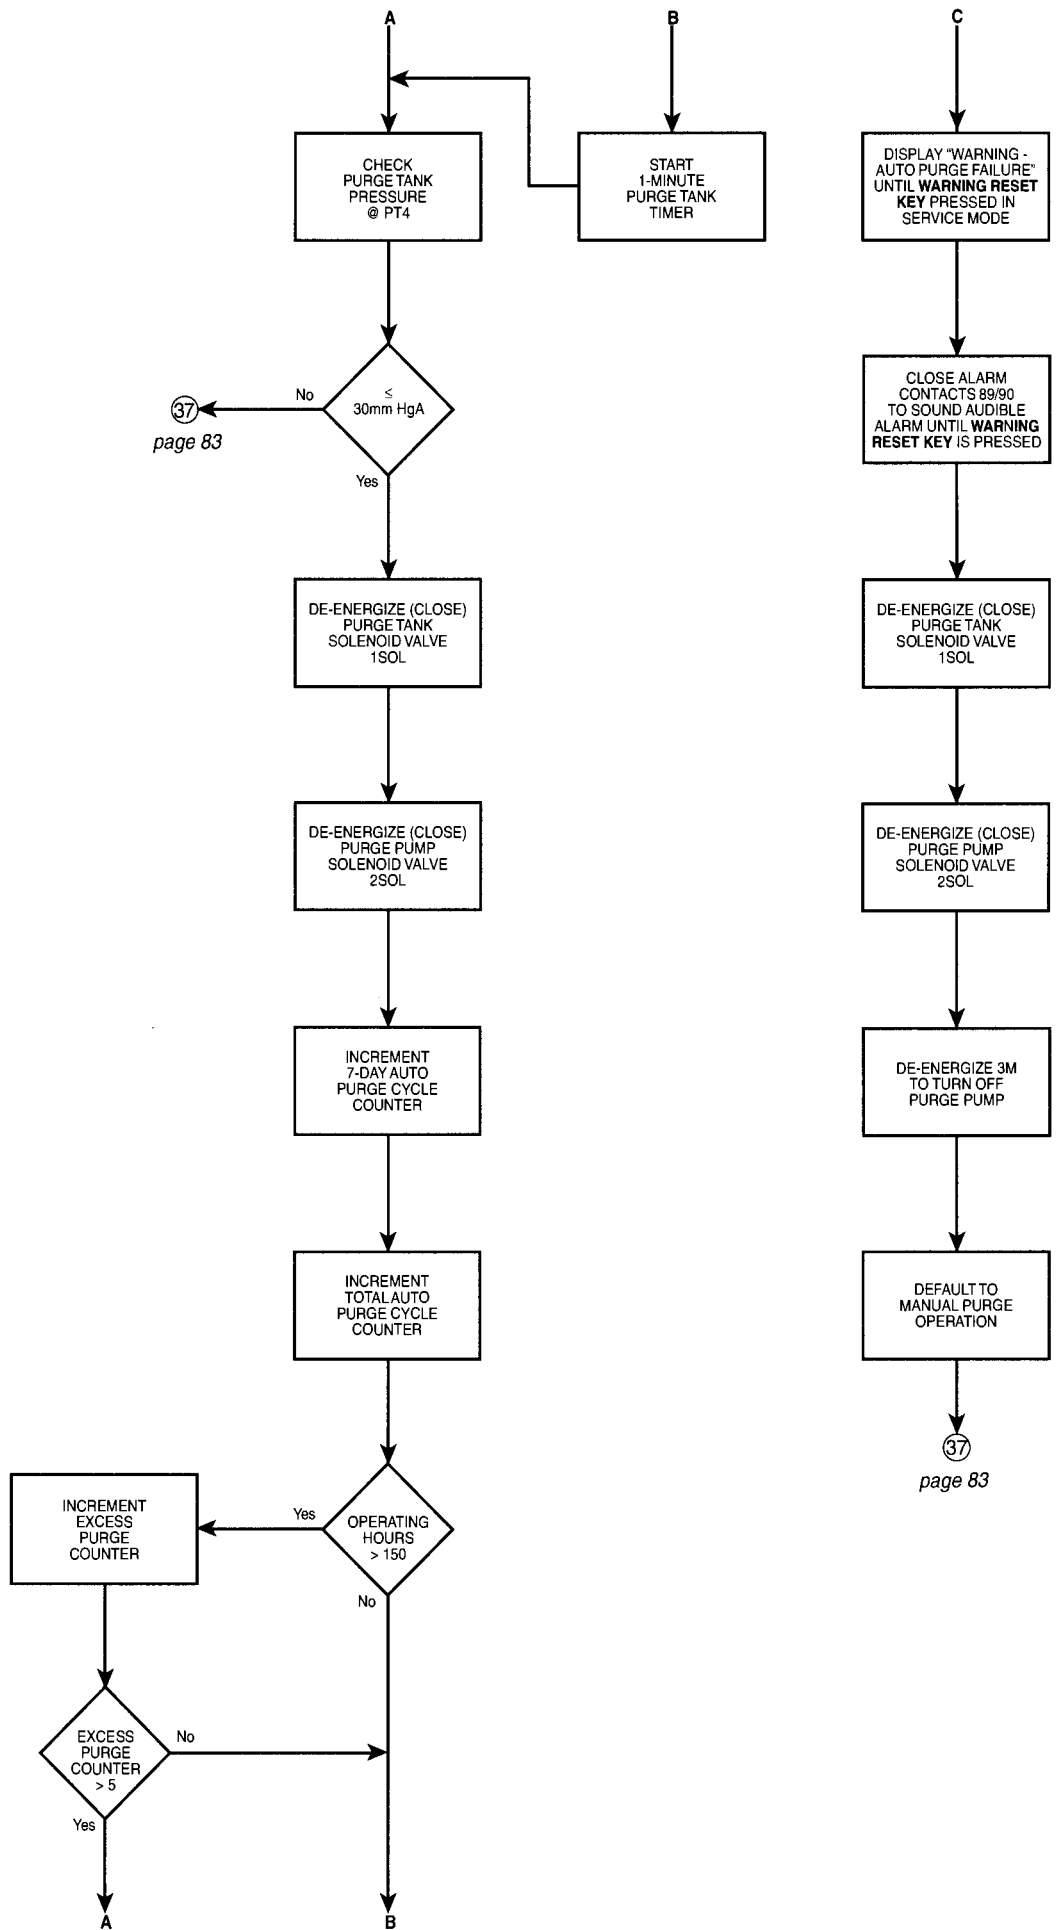 A
B
C
CHECK
PURGE TANK
PRESSURE
@ PT4
START
1-MINUTE
PURGE TANK
TIMER
DISPLAY "WARNING -
AUTO PURGE FAILURE"
UNTIL WARNING RESET
KEY PRESSED IN
SERVICE MODE
≤
30mm HgA
No
37
page 83
Yes
CLOSE ALARM
CONTACTS 89/90
TO SOUND AUDIBLE
ALARM UNTIL WARNING
RESET KEY IS PRESSED
DE-ENERGIZE (CLOSE)
PURGE TANK
SOLENOID VALVE
1SOL
DE-ENERGIZE (CLOSE)
PURGE TANK
SOLENOID VALVE
1SOL
DE-ENERGIZE (CLOSE)
PURGE PUMP
SOLENOID VALVE
2SOL
DE-ENERGIZE (CLOSE)
PURGE PUMP
SOLENOID VALVE
2SOL
INCREMENT
7-DAY AUTO
PURGE CYCLE
COUNTER
DE-ENERGIZE 3M
TO TURN OFF
PURGE PUMP
INCREMENT
TOTAL AUTO
PURGE CYCLE
COUNTER
DEFAULT TO
MANUAL PURGE
OPERATION
37
page 83
INCREMENT
EXCESS
PURGE
COUNTER
Yes
OPERATING
HOURS
> 150
No
EXCESS
PURGE
COUNTER
> 5
No
Yes
A
B